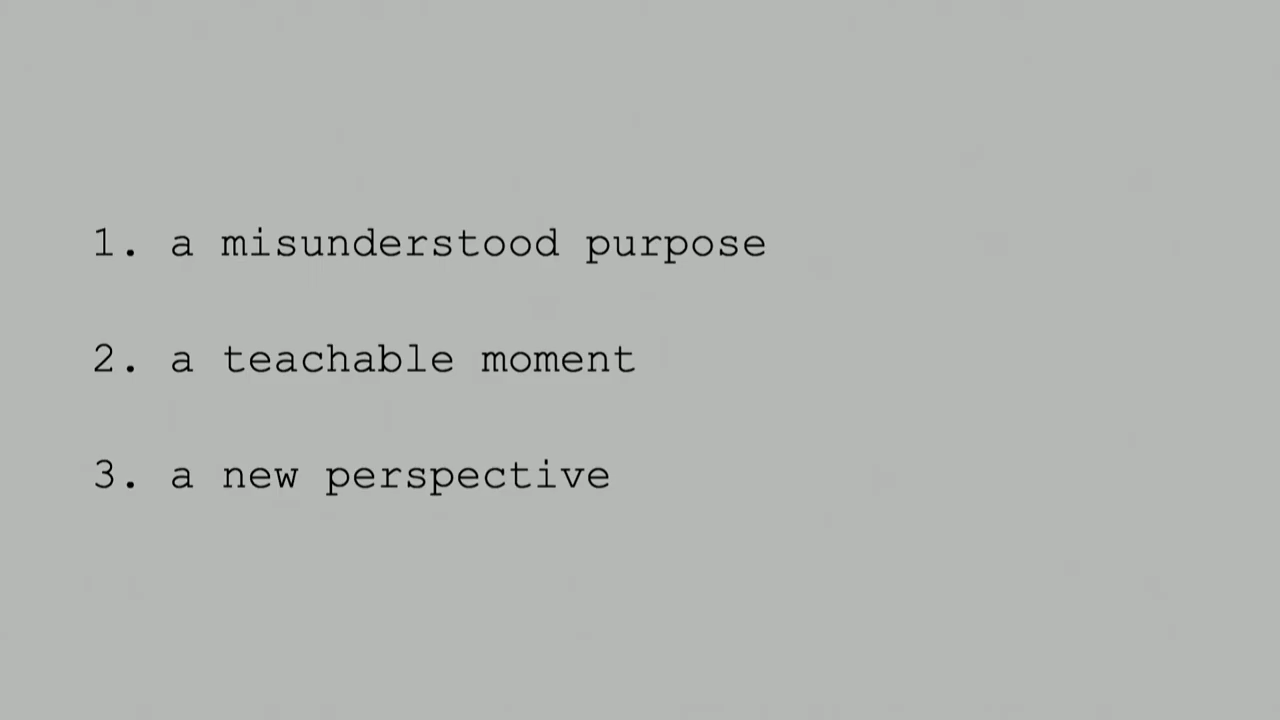 1. a misunderstood purpose
2. a teachable moment
3. a new perspective